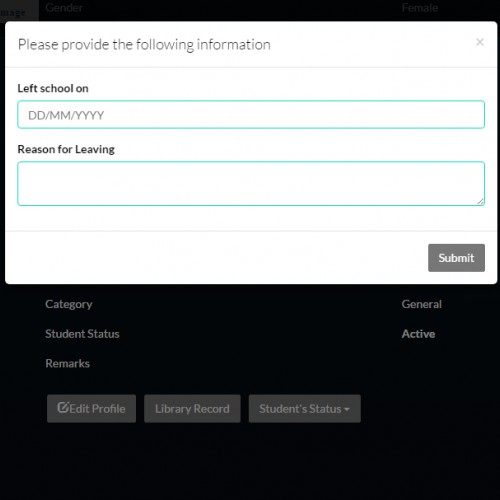 Gender Female
Please provide the following information ×
Left school on
DD/MM/YYYY
Reason for Leaving
Submit
Category General
Student Status Active
Remarks
Edit Profile Library Record Student's Status